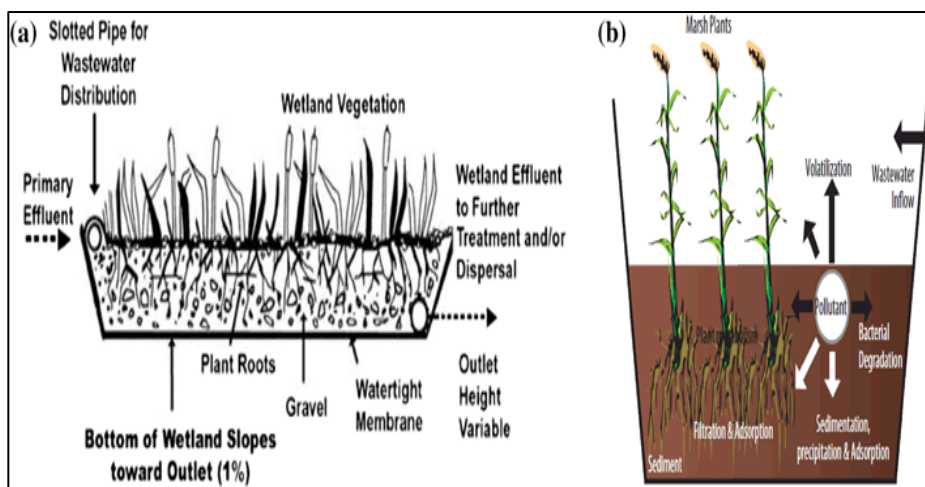 (a)
Slotted Pipe for
Wastewater
Distribution
Wetland Vegetation
Primary
Effluent
Wetland Effluent
to Further
Treatment and/or
Dispersal
Plant Roots
Gravel
Watertight
Membrane
Outlet
Height
Variable
Bottom of Wetland Slopes
toward Outlet (1%)
(b)
Marsh Plants
Volatilization
Wastewater
Inflow
Pollutant
Plant
Bacterial
Degradation
Filtration & Adsorption
Sedimentation,
precipitation & Adsorption
Sediment